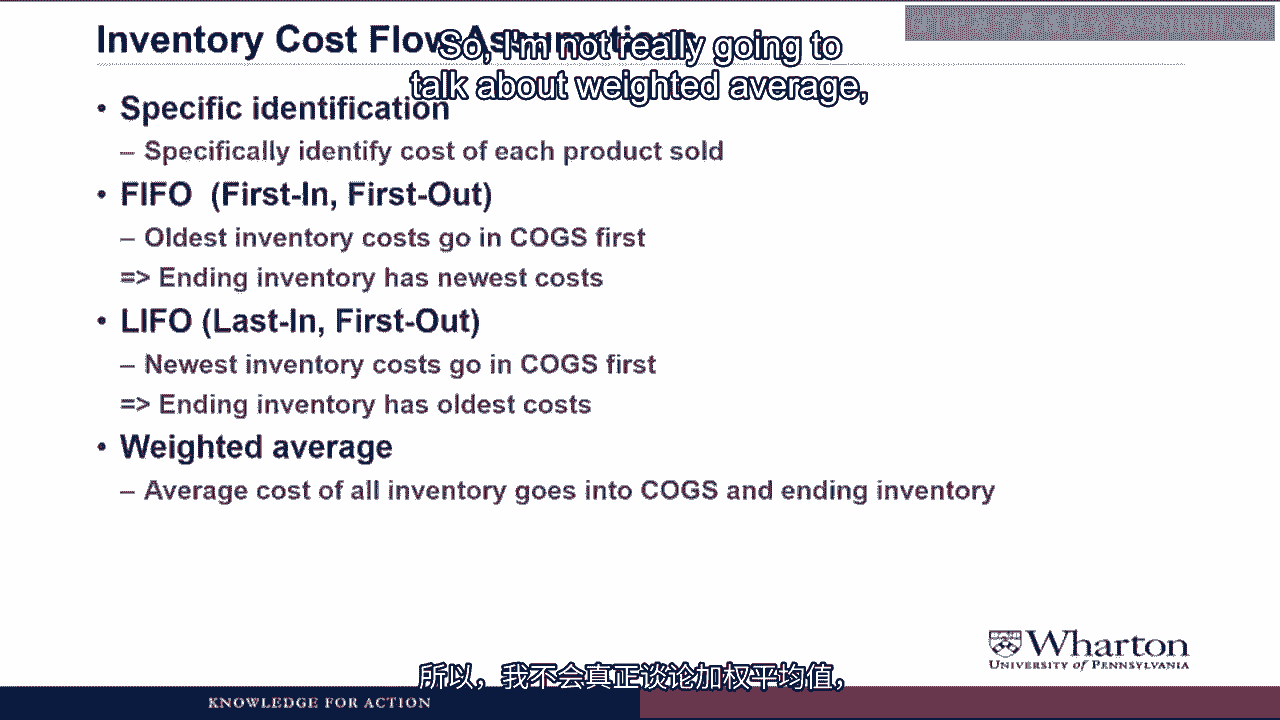 Inventory Cost Flow Assumptions
So, I'm not really going to
talk about weighted average,
• Specific identification
– Specifically identify cost of each product sold
• FIFO (First-In, First-Out)
– Oldest inventory costs go in COGS first
=> Ending inventory has newest costs
• LIFO (Last-In, First-Out)
– Newest inventory costs go in COGS first
=> Ending inventory has oldest costs
• Weighted average
– Average cost of all inventory goes into COGS and ending inventory
Wharton
UNIVERSITY of PENNSYLVANIA
所以，我不会真正谈论加权平均值，
KNOWLEDGE FOR ACTION